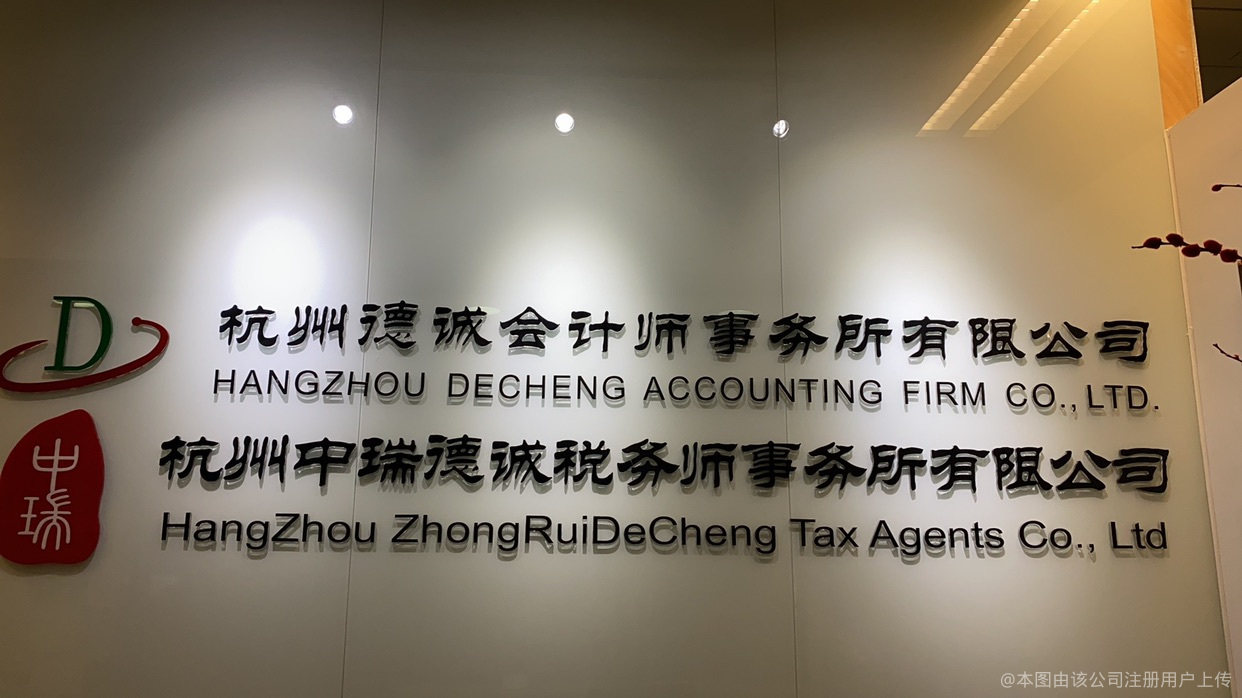 D
杭州德诚会计师事务所有限公司
HANGZHOU DECHENG ACCOUNTING FIRM CO., LTD.
中瑞
杭州中瑞德诚税务师事务所有限公司
HangZhou ZhongRuiDeCheng Tax Agents Co., Ltd
@本图由该公司注册用户上传